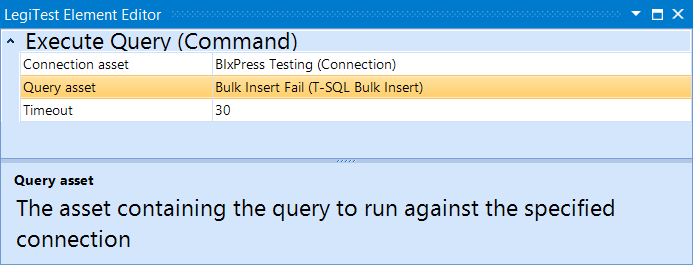 LegiTest Element Editor
Execute Query (Command)
Connection asset BIxPress Testing (Connection)
Query asset Bulk Insert Fail (T-SQL Bulk Insert)
Timeout 30
Query asset
The asset containing the query to run against the specified
connection